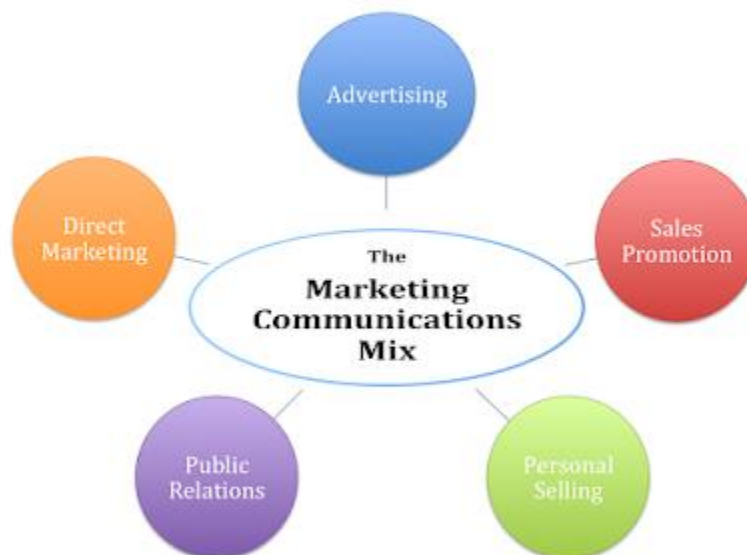 Advertising
Direct
Marketing
Sales
Promotion
The
Marketing
Communications
Mix
Public
Relations
Personal
Selling